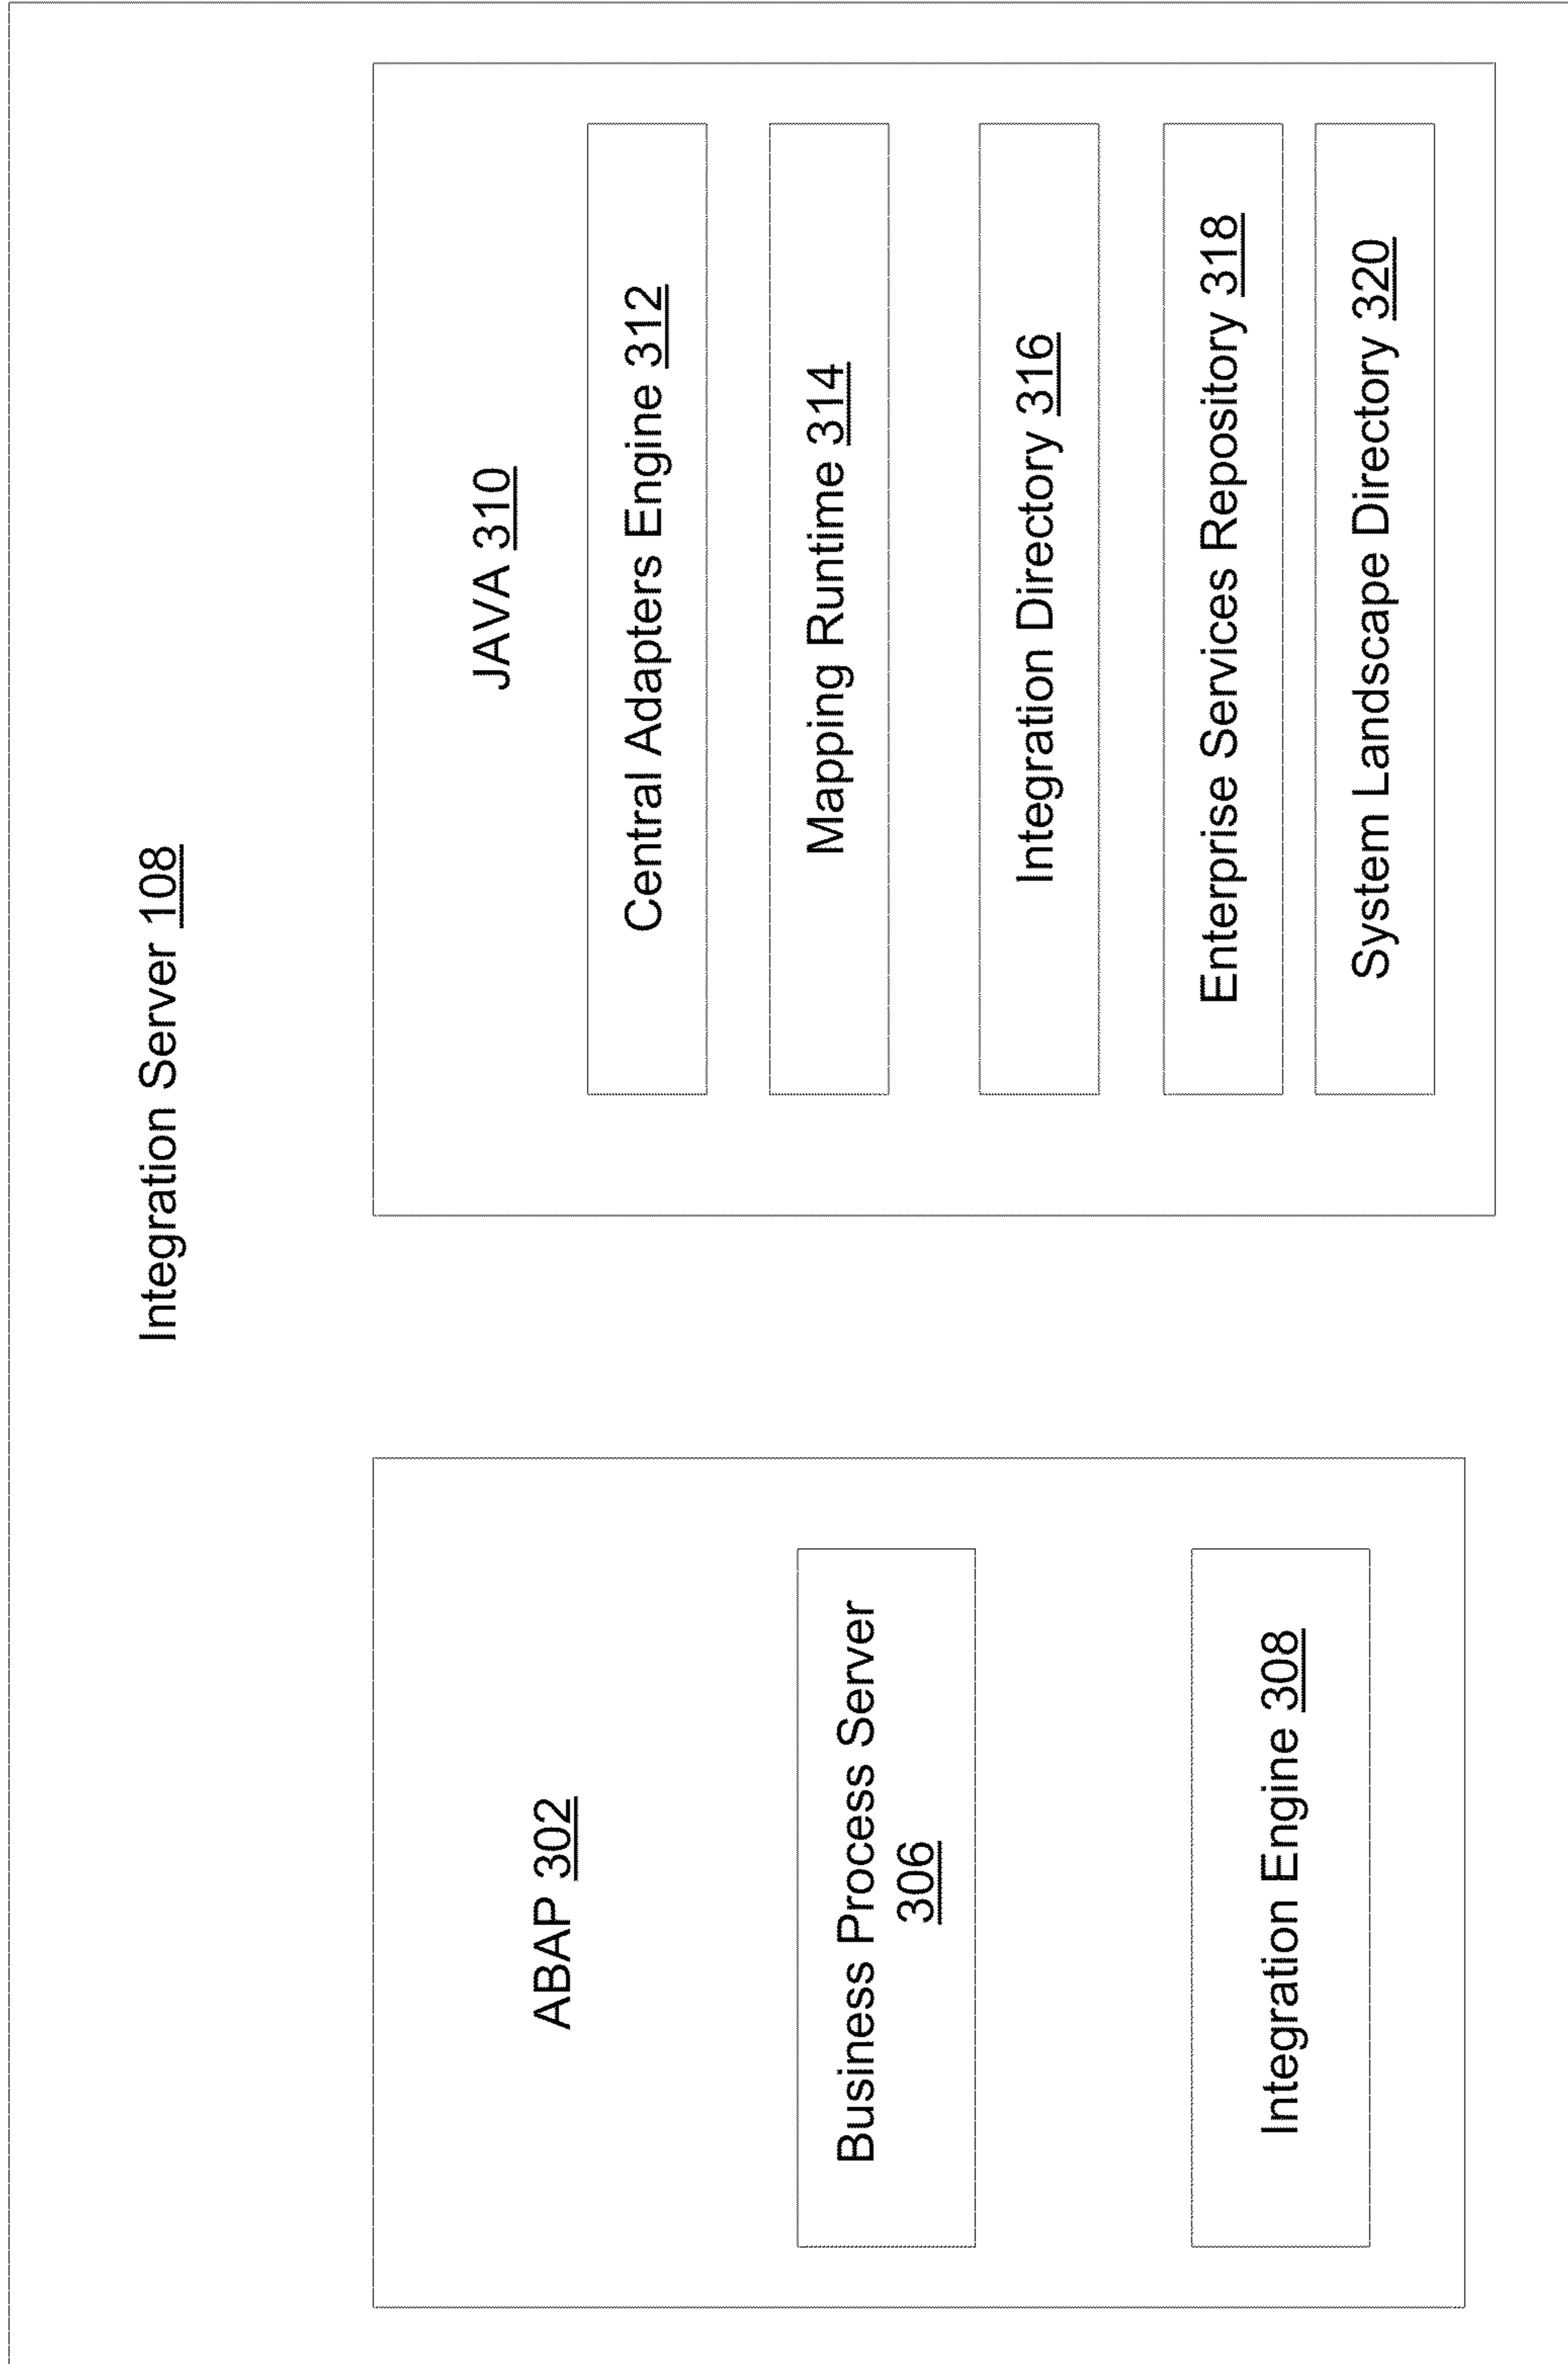 Integration Server 108
ABAP 302
Business Process Server
306
Integration Engine 308
JAVA 310
Central Adapters Engine 312
Mapping Runtime 314
Integration Directory 316
Enterprise Services Repository 318
System Landscape Directory 320